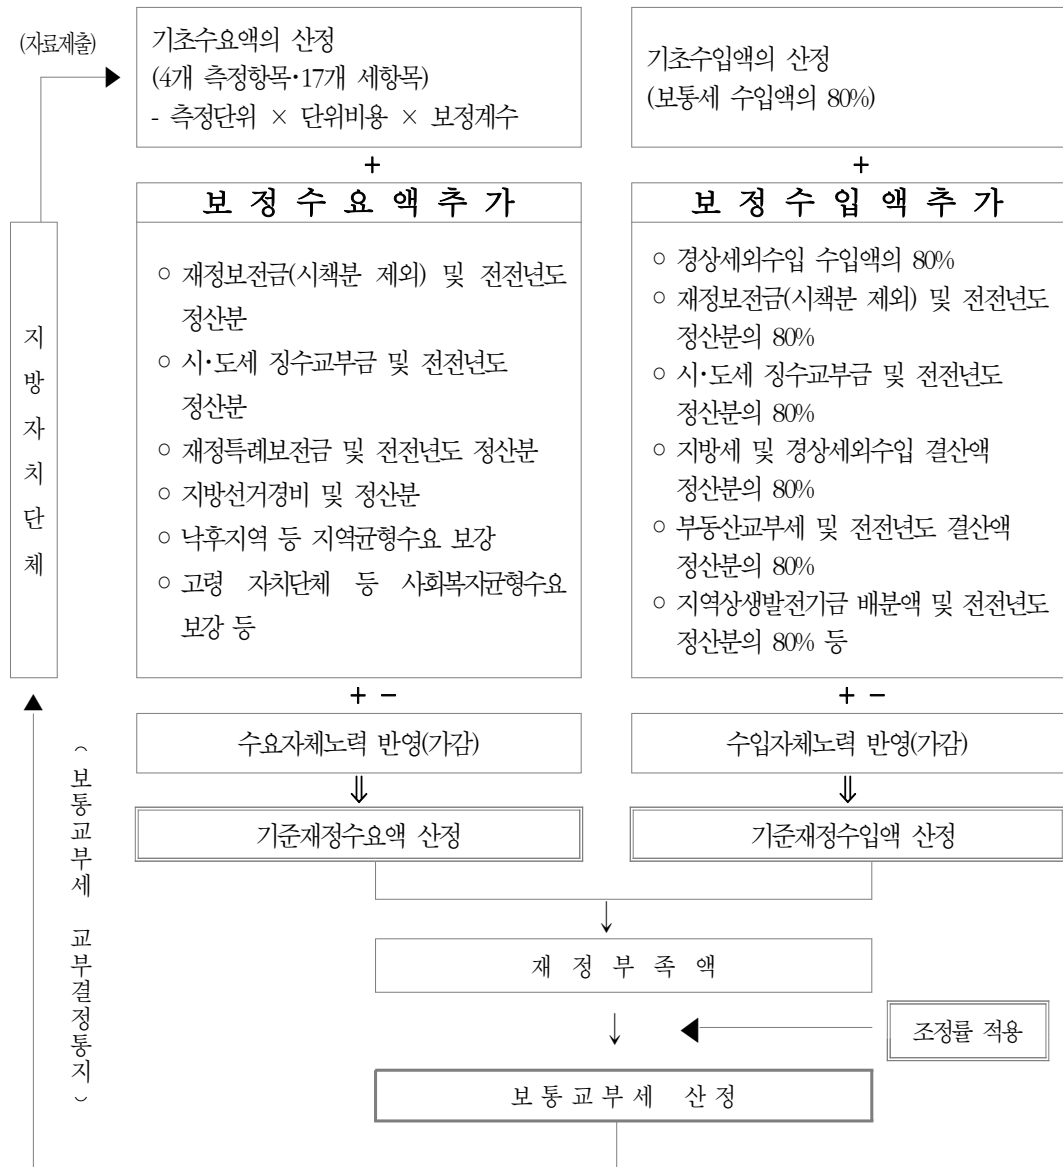 (자료제출)
기초수요액의 산정
(4개 측정항목·17개 세항목)
- 측정단위 × 단위비용 × 보정계수
기초수입액의 산정
(보통세 수입액의 80%)
+
+
보 정 수 요 액 추 가
○ 재정보전금(시책분 제외) 및 전전년도
정산분
○ 시·도세 징수교부금 및 전전년도
정산분
○ 재정특례보전금 및 전전년도 정산분
○ 지방선거경비 및 정산분
○ 낙후지역 등 지역균형수요 보강
○ 고령 자치단체 등 사회복지균형수요
보강 등
보 정 수 입 액 추 가
○ 경상세외수입 수입액의 80%
○ 재정보전금(시책분 제외) 및 전전년도
정산분의 80%
○ 시·도세 징수교부금 및 전전년도
정산분의 80%
○ 지방세 및 경상세외수입 결산액
정산분의 80%
○ 부동산교부세 및 전전년도 결산액
정산분의 80%
○ 지역상생발전기금 배분액 및 전전년도
정산분의 80% 등
지방자치단체
+ -
+ -
수요자체노력 반영(가감)
수입자체노력 반영(가감)
⇓
⇓
기준재정수요액 산정
기준재정수입액 산정
(보통교부세 교부결정통지)
↓
재 정 부 족 액
↓
조정률 적용
보통교부세 산정